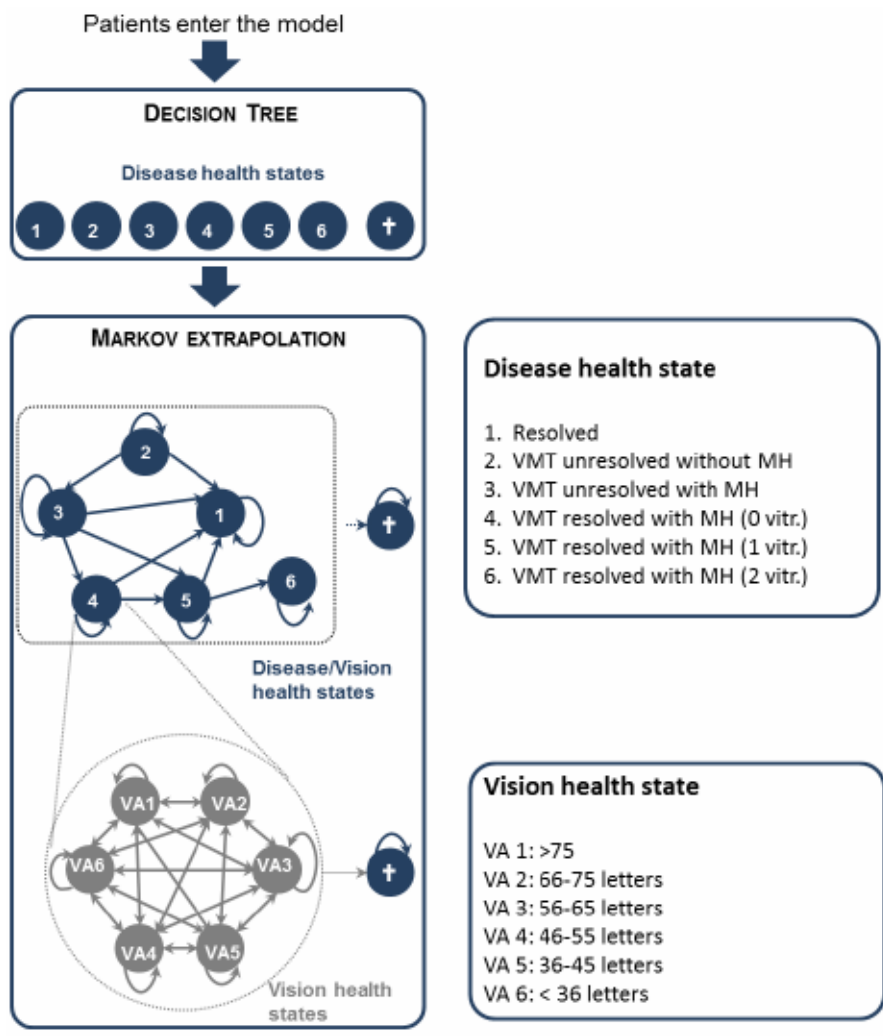 Patients enter the model
DECISION TREE
Disease health states
1 2 3 4 5 6 ✝
MARKOV EXTRAPOLATION
2
3
1
✝
4
5
6
Disease/Vision
health states
VA1
VA2
VA6
VA3
✝
VA4
VA5
Vision health
states
Disease health state
1. Resolved
2. VMT unresolved without MH
3. VMT unresolved with MH
4. VMT resolved with MH (0 vitr.)
5. VMT resolved with MH (1 vitr.)
6. VMT resolved with MH (2 vitr.)
Vision health state
VA 1: >75
VA 2: 66-75 letters
VA 3: 56-65 letters
VA 4: 46-55 letters
VA 5: 36-45 letters
VA 6: < 36 letters